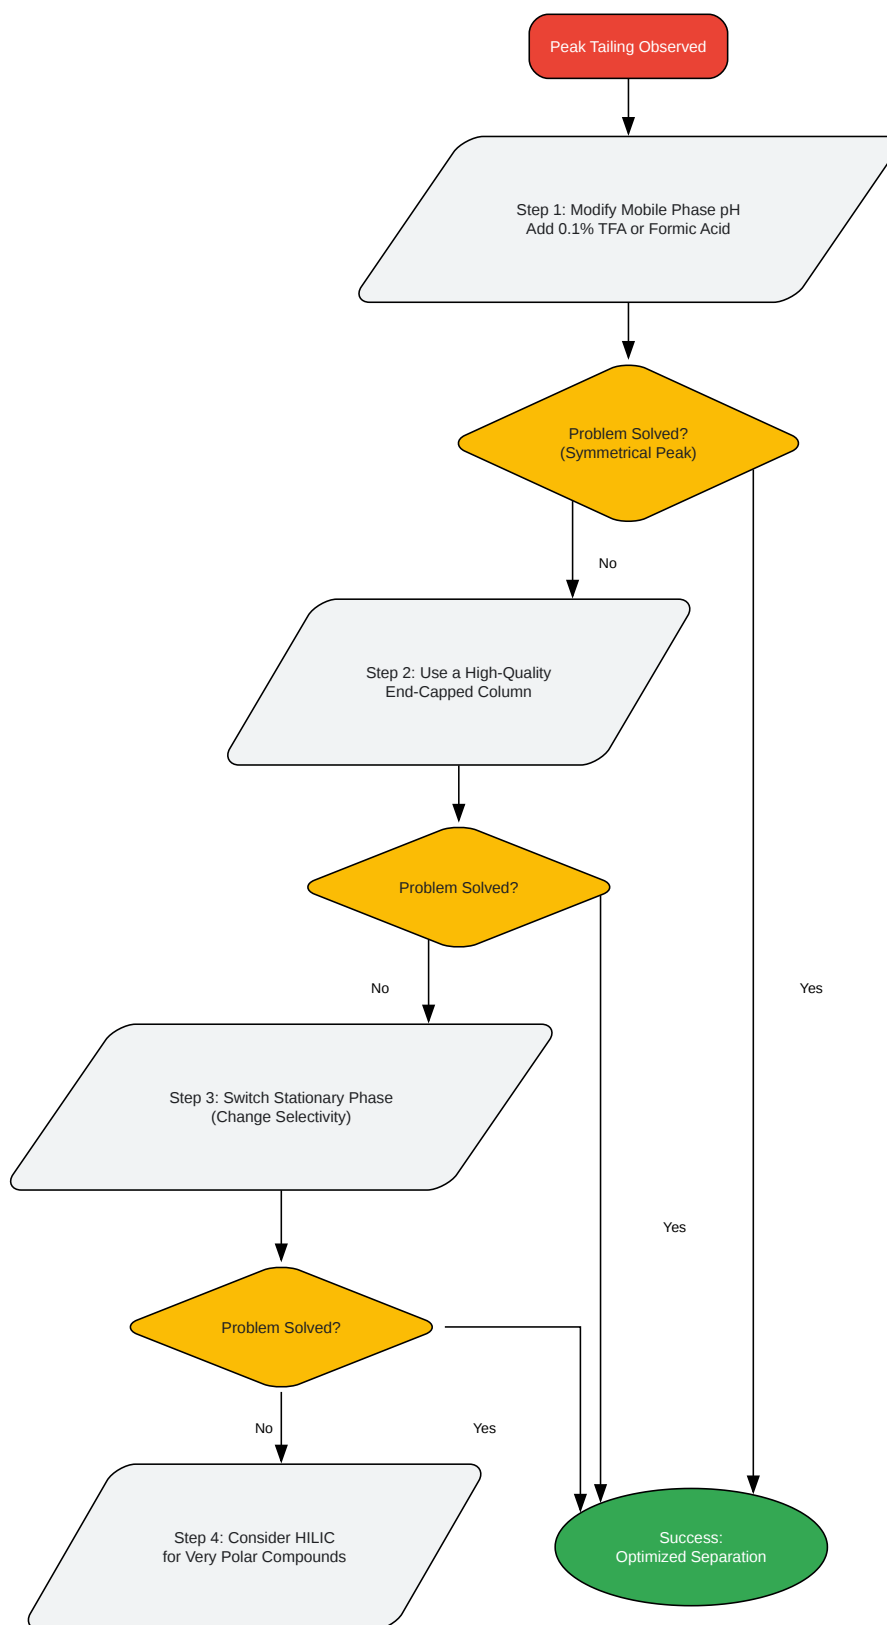 Peak Tailing Observed
Step 1: Modify Mobile Phase pH
Add 0.1% TFA or Formic Acid
Problem Solved?
(Symmetrical Peak)
No
Step 2: Use a High-Quality
End-Capped Column
Problem Solved?
No
Yes
Step 3: Switch Stationary Phase
(Change Selectivity)
Yes
Problem Solved?
No
Yes
Step 4: Consider HILIC
for Very Polar Compounds
Success:
Optimized Separation